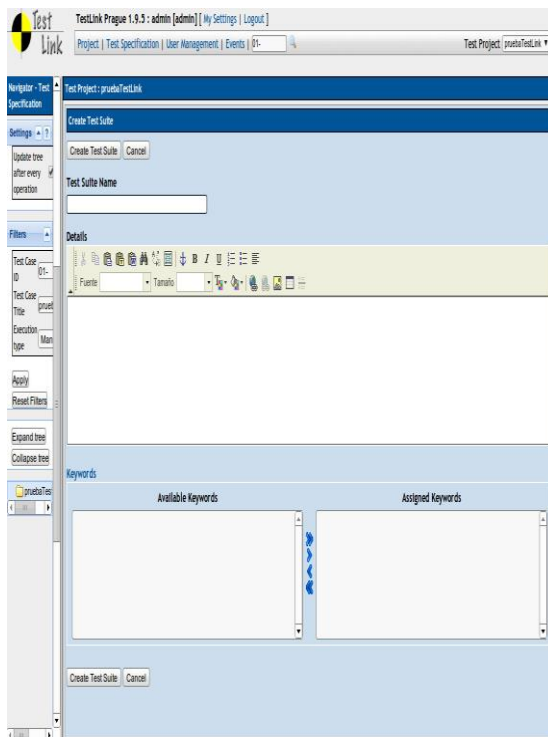 Test Link
TestLink Prague 1.9.5 : admin [admin] [ My Settings | Logout ]
Project | Test Specification | User Management | Events | 01-
Test Project pruebaTestLink
Navigator - Test Specification
Settings
?
Update tree after every operation
Filters
Test Case ID 01-
Test Case Title prueb
Execution type Man
Apply
Reset Filters
Expand tree
Collapse tree
pruebaTes
Test Project : pruebaTestLink
Create Test Suite
Create Test Suite Cancel
Test Suite Name
Details
B I U
Fuente Tamaño
Keywords
Available Keywords Assigned Keywords
Create Test Suite Cancel